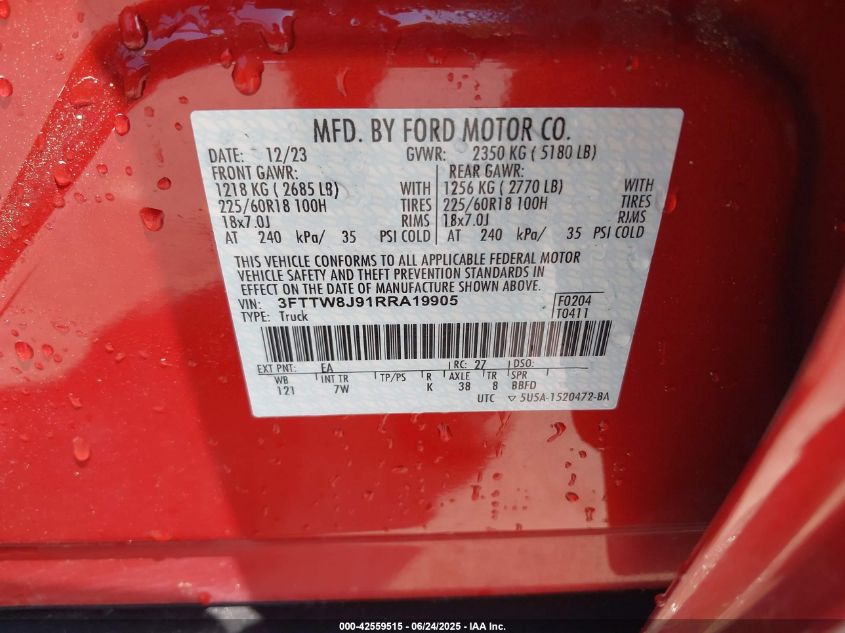 MFD. BY FORD MOTOR CO.
DATE: 12/23 GVWR: 2350 KG ( 5180 LB)
FRONT GAWR: REAR GAWR:
1218 KG ( 2685 LB) WITH 1256 KG ( 2770 LB) WITH
225/60R18 100H TIRES 225/60R18 100H TIRES
18x7.0J RIMS 18x7.0J RIMS
AT 240 kPa/ 35 PSI COLD AT 240 kPa/ 35 PSI COLD
THIS VEHICLE CONFORMS TO ALL APPLICABLE FEDERAL MOTOR
VEHICLE SAFETY AND THEFT PREVENTION STANDARDS IN
EFFECT ON THE DATE OF MANUFACTURE SHOWN ABOVE.
VIN: 3FTTW8J91RRA19905 F0204
TYPE: Truck T0411
EXT PNT: EA RC: 27 DSO:
WB INT TR TP/PS R AXLE TR SPR
121 7W K 38 8 BBFD
UTC ▽ 5U5A-1520472-BA
000-42559515 - 06/24/2025 - IAA Inc.